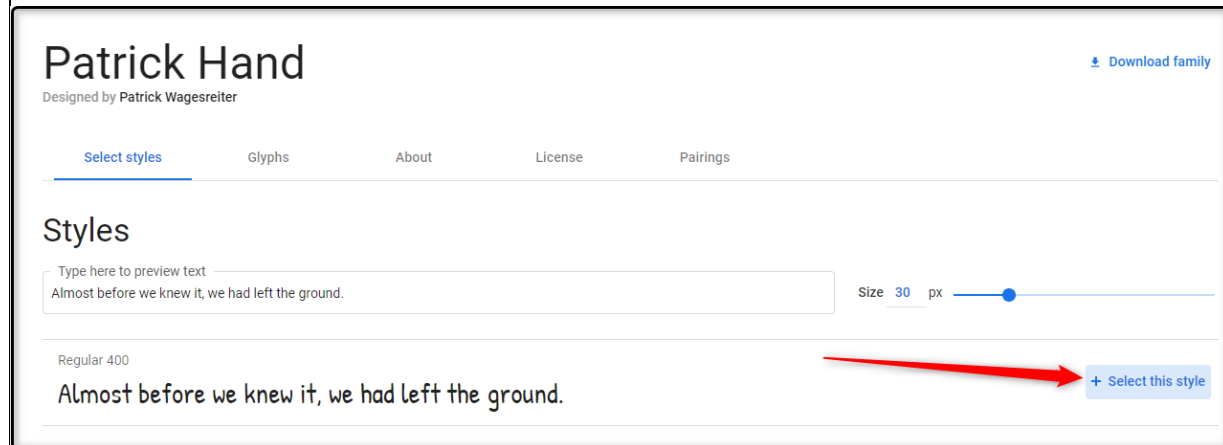 Patrick Hand
Download family
Designed by Patrick Wagesreiter
Select styles Glyphs About License Pairings
Styles
Type here to preview text
Almost before we knew it, we had left the ground.
Size 30 px
Regular 400
Almost before we knew it, we had left the ground.
+ Select this style